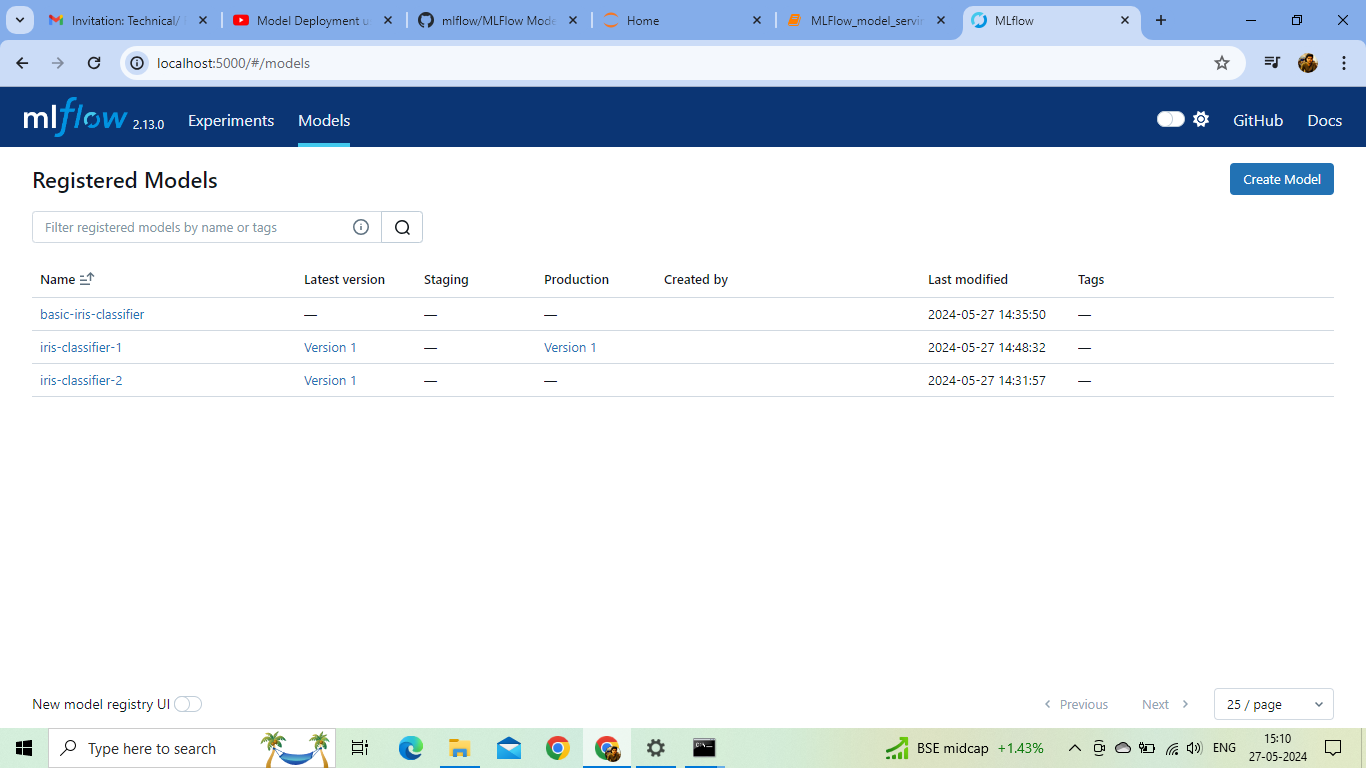 Invitation: Technical/
Model Deployment u
mlflow/MLFlow Mode
Home
MLFlow_model_servin
MLflow
localhost:5000/#/models
mlflow 2.13.0 Experiments Models GitHub Docs
Registered Models
Create Model
Filter registered models by name or tags
Name Latest version Staging Production Created by Last modified Tags
basic-iris-classifier — — — 2024-05-27 14:35:50 —
iris-classifier-1 Version 1 — Version 1 2024-05-27 14:48:32 —
iris-classifier-2 Version 1 — — 2024-05-27 14:31:57 —
New model registry UI
Previous Next 25 / page
Type here to search
BSE midcap +1.43%
ENG
15:10
27-05-2024